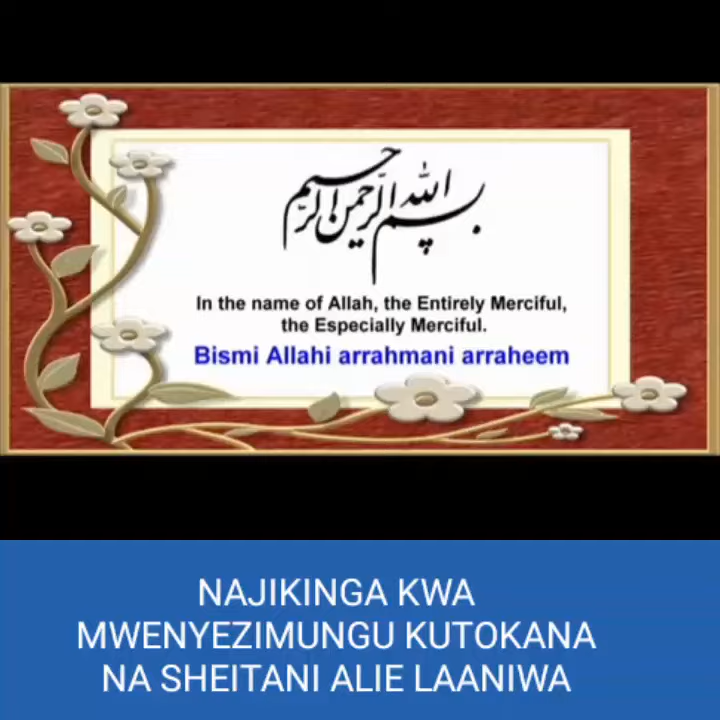 بسم الله الرحمن الرحيم
In the name of Allah, the Entirely Merciful,
the Especially Merciful.
Bismi Allahi arrahmani arraheem
NAJIKINGA KWA
MWENYEZIMUNGU KUTOKANA
NA SHEITANI ALIE LAANIWA